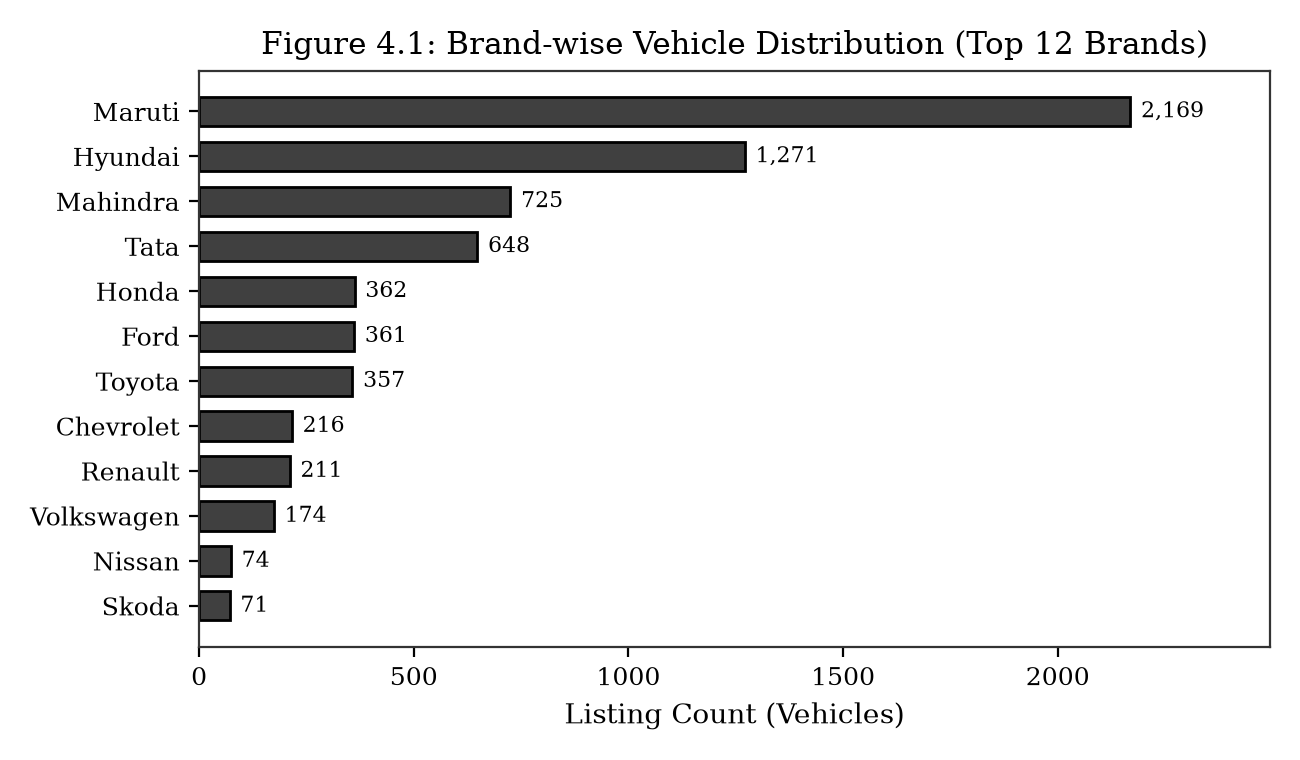 Figure 4.1: Brand-wise Vehicle Distribution (Top 12 Brands)
Maruti 2,169
Hyundai 1,271
Mahindra 725
Tata 648
Honda 362
Ford 361
Toyota 357
Chevrolet 216
Renault 211
Volkswagen 174
Nissan 74
Skoda 71
0 500 1000 1500 2000
Listing Count (Vehicles)